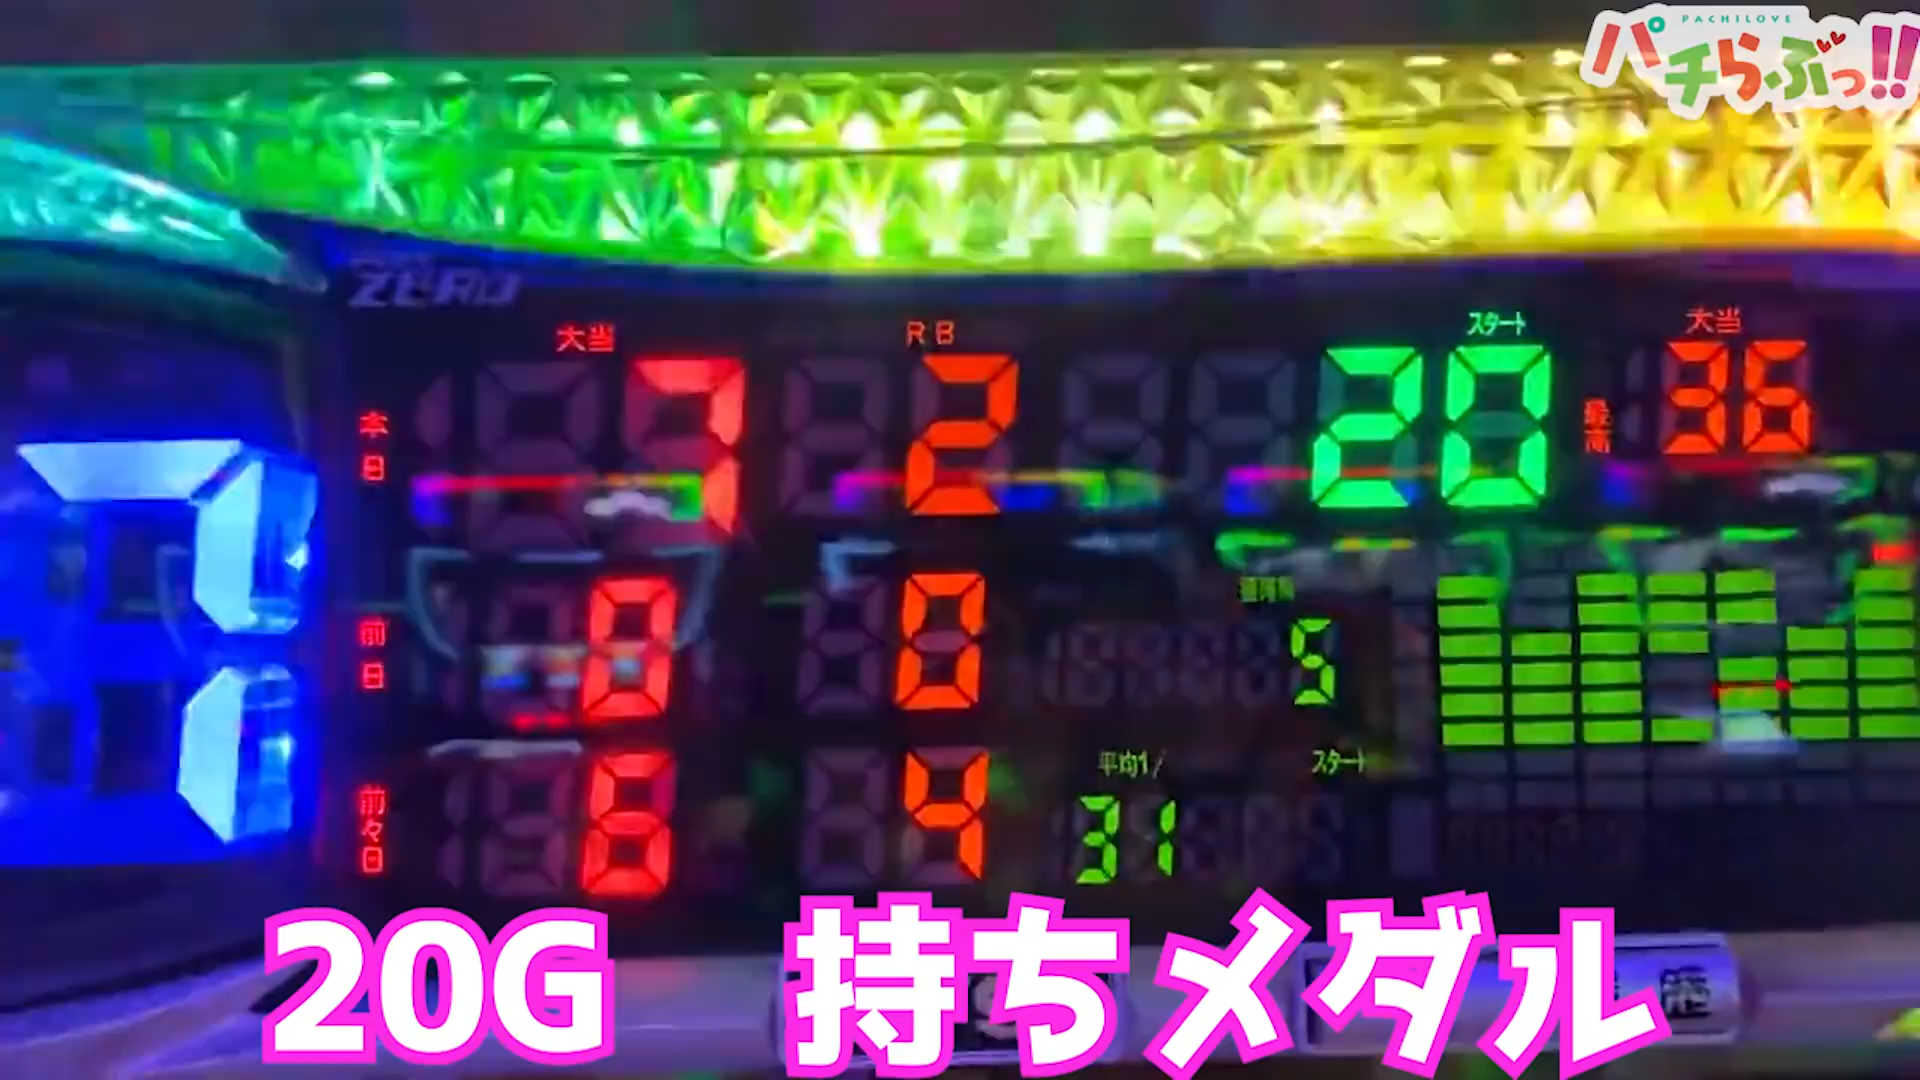 PACHILOVE
パチらぶっ!!
ZERO
大当 RB スタート 大当
本日 7 2 20 最高 36
7
前日 8 0 5
平均1/ スタート
前々日 6 4 31
20G 持ちメダル